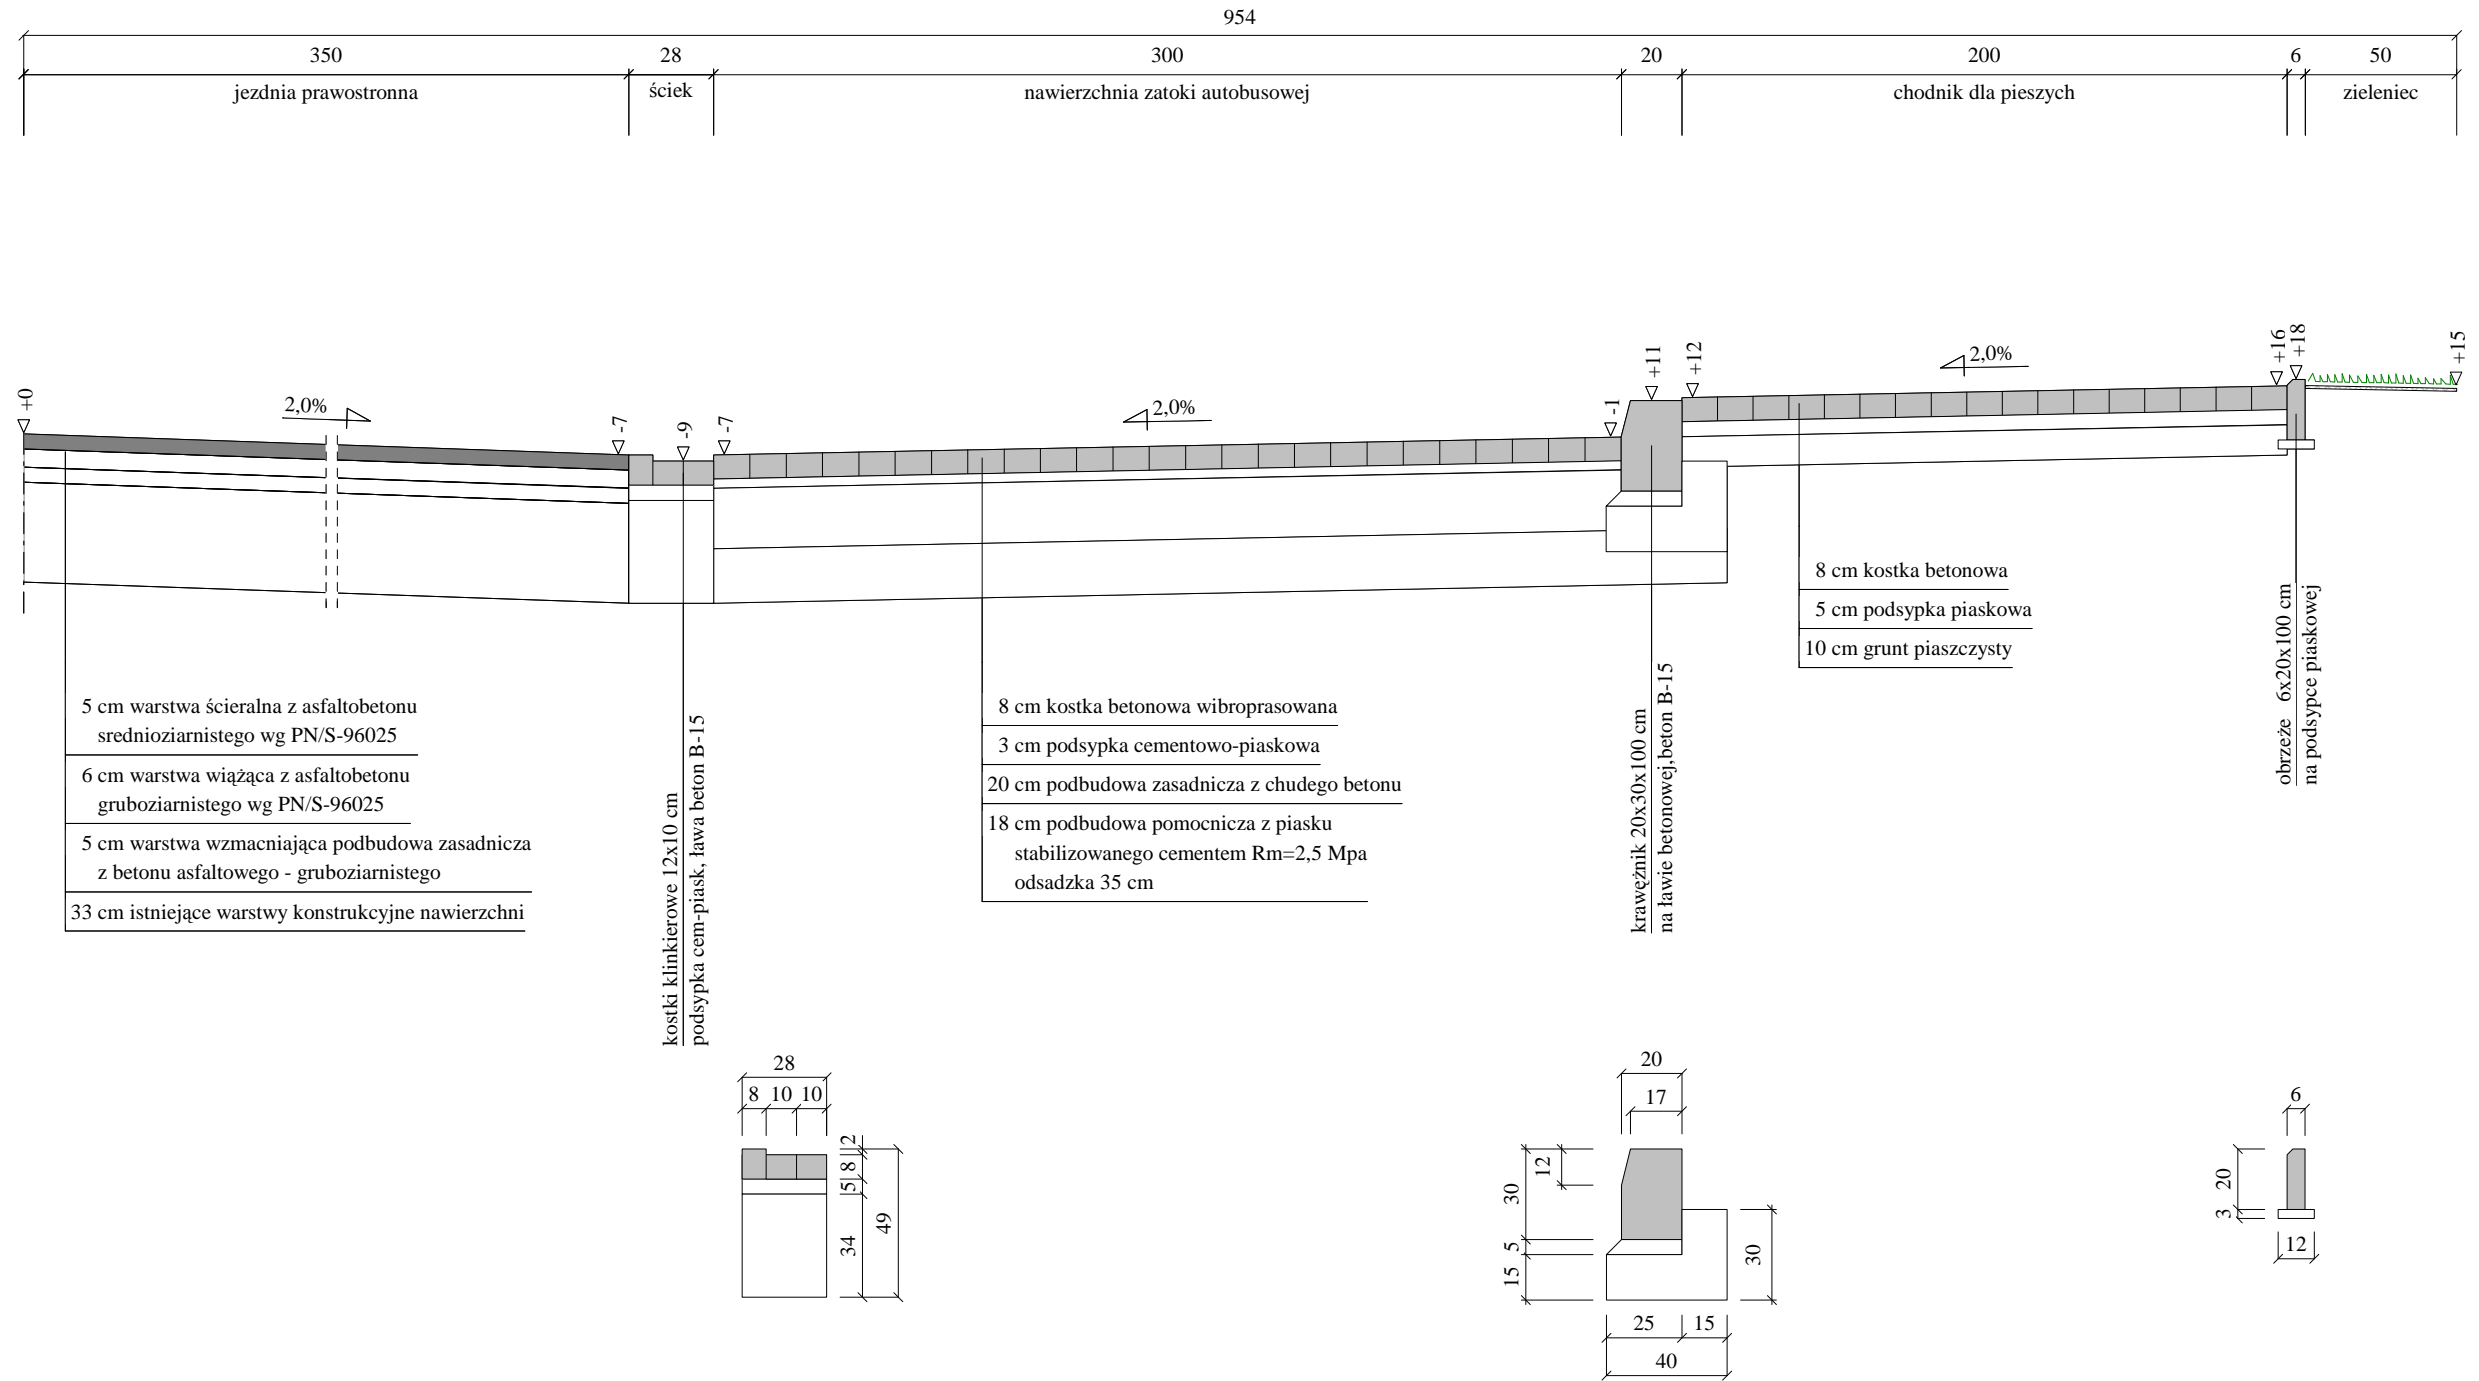 954
350
28
300
20
200
6
50
jezdnia prawostronna
ściek
nawierzchnia zatoki autobusowej
chodnik dla pieszych
zieleniec
+0
2,0%
-7
-9
-7
2,0%
-1
+11
+12
2,0%
+16
+18
+15
5 cm warstwa ścieralna z asfaltobetonu
srednioziarnistego wg PN/S-96025
6 cm warstwa wiążąca z asfaltobetonu
gruboziarnistego wg PN/S-96025
5 cm warstwa wzmacniająca podbudowa zasadnicza
z betonu asfaltowego - gruboziarnistego
33 cm istniejące warstwy konstrukcyjne nawierzchni
kostki klinkierowe 12x10 cm
podsypka cem-piask, ława beton B-15
8 cm kostka betonowa wibroprasowana
3 cm podsypka cementowo-piaskowa
20 cm podbudowa zasadnicza z chudego betonu
18 cm podbudowa pomocnicza z piasku
stabilizowanego cementem Rm=2,5 Mpa
odsadzka 35 cm
krawężnik 20x30x100 cm
na ławie betonowej,beton B-15
8 cm kostka betonowa
5 cm podsypka piaskowa
10 cm grunt piaszczysty
obrzeże 6x20x100 cm
na podsypce piaskowej
28
8
10
10
2
8
5
34
49
20
17
12
30
5
15
30
25
15
40
6
20
3
12